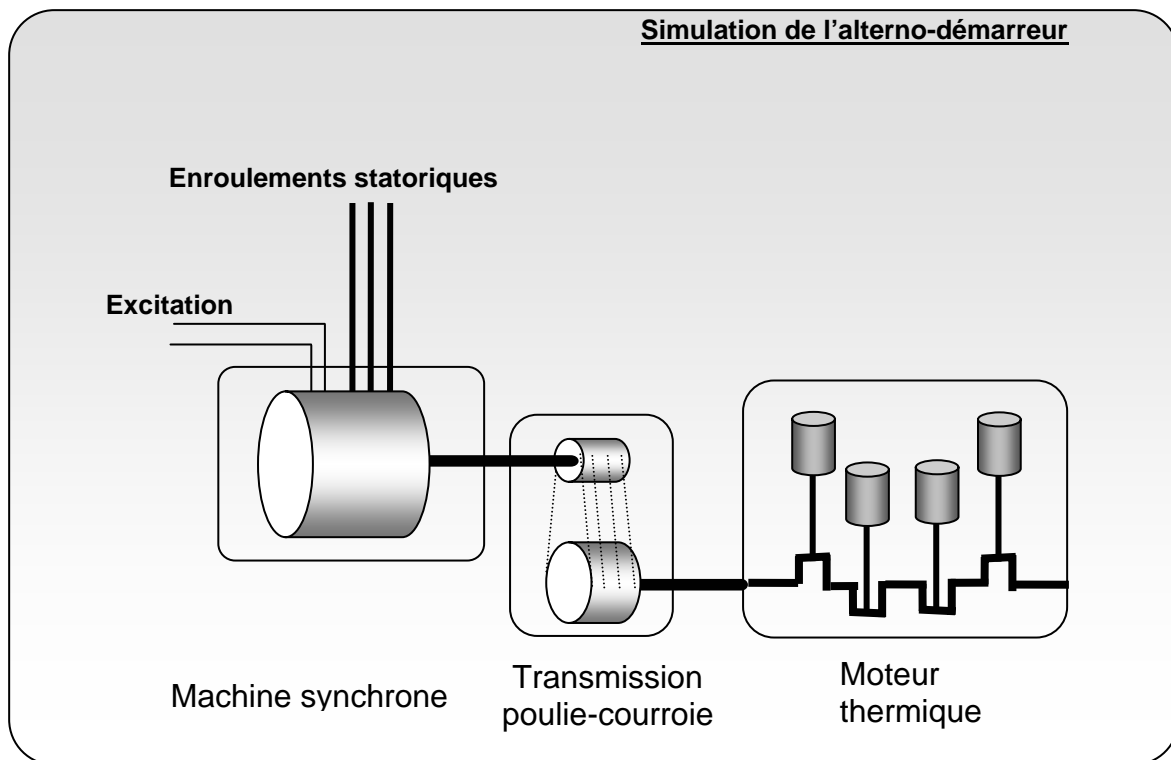 Simulation de l'alterno-démarreur
Enroulements statoriques
Excitation
Machine synchrone
Transmission
poulie-courroie
Moteur
thermique